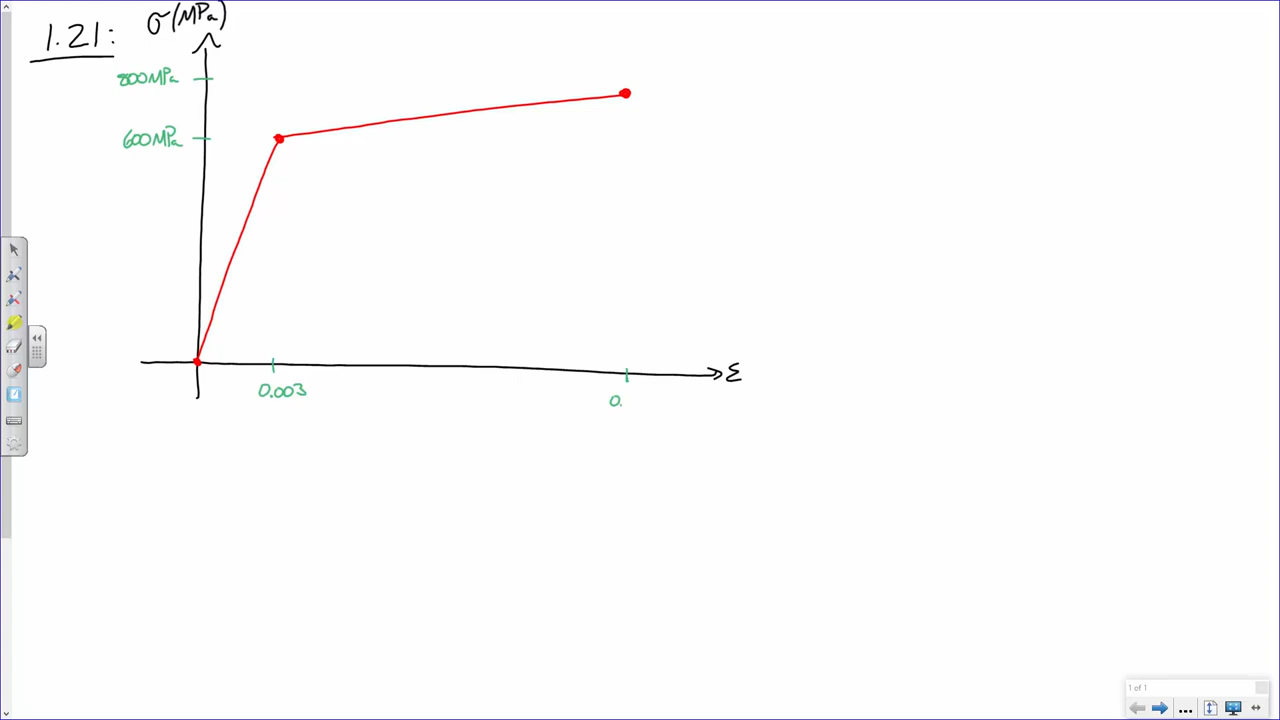 1.21:
σ(MPa)
800MPa
600MPa
ε
0.003
0.
1 of 1